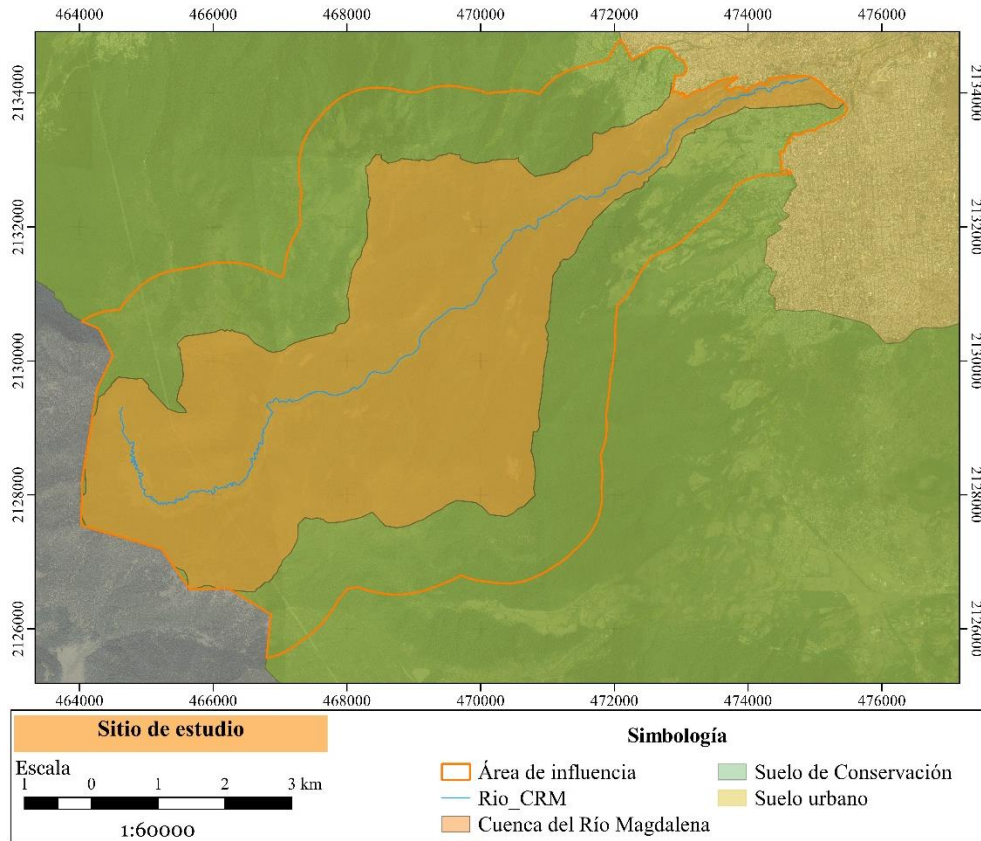 464000 466000 468000 470000 472000 474000 476000
2134000 2134000
2132000 2132000
2130000 2130000
2128000 2128000
2126000 2126000
464000 466000 468000 470000 472000 474000 476000
Sitio de estudio
Escala
1 0 1 2 3 km
1:60000
Simbología
Área de influencia
Rio_CRM
Cuenca del Río Magdalena
Suelo de Conservación
Suelo urbano